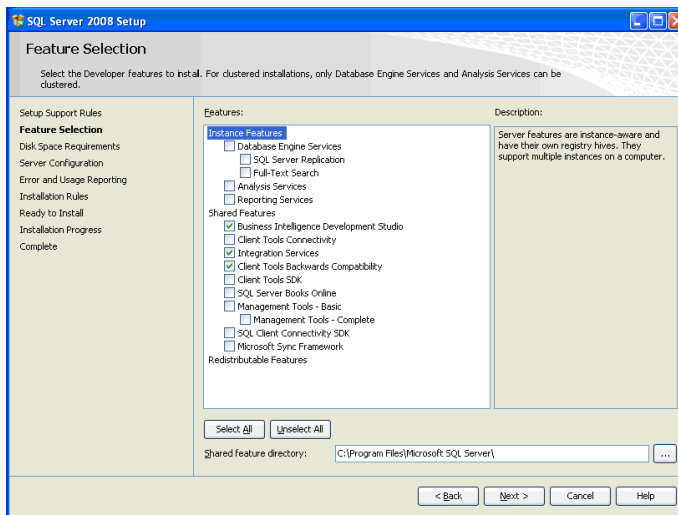 SQL Server 2008 Setup
Feature Selection
Select the Developer features to install. For clustered installations, only Database Engine Services and Analysis Services can be
clustered.
Setup Support Rules
Feature Selection
Disk Space Requirements
Server Configuration
Error and Usage Reporting
Installation Rules
Ready to Install
Installation Progress
Complete
Features:
Instance Features
Database Engine Services
SQL Server Replication
Full-Text Search
Analysis Services
Reporting Services
Shared Features
Business Intelligence Development Studio
Client Tools Connectivity
Integration Services
Client Tools Backwards Compatibility
Client Tools SDK
SQL Server Books Online
Management Tools - Basic
Management Tools - Complete
SQL Client Connectivity SDK
Microsoft Sync Framework
Redistributable Features
Description:
Server features are instance-aware and
have their own registry hives. They
support multiple instances on a computer.
Select All
Unselect All
Shared feature directory:
C:\Program Files\Microsoft SQL Server\
...
< Back
Next >
Cancel
Help